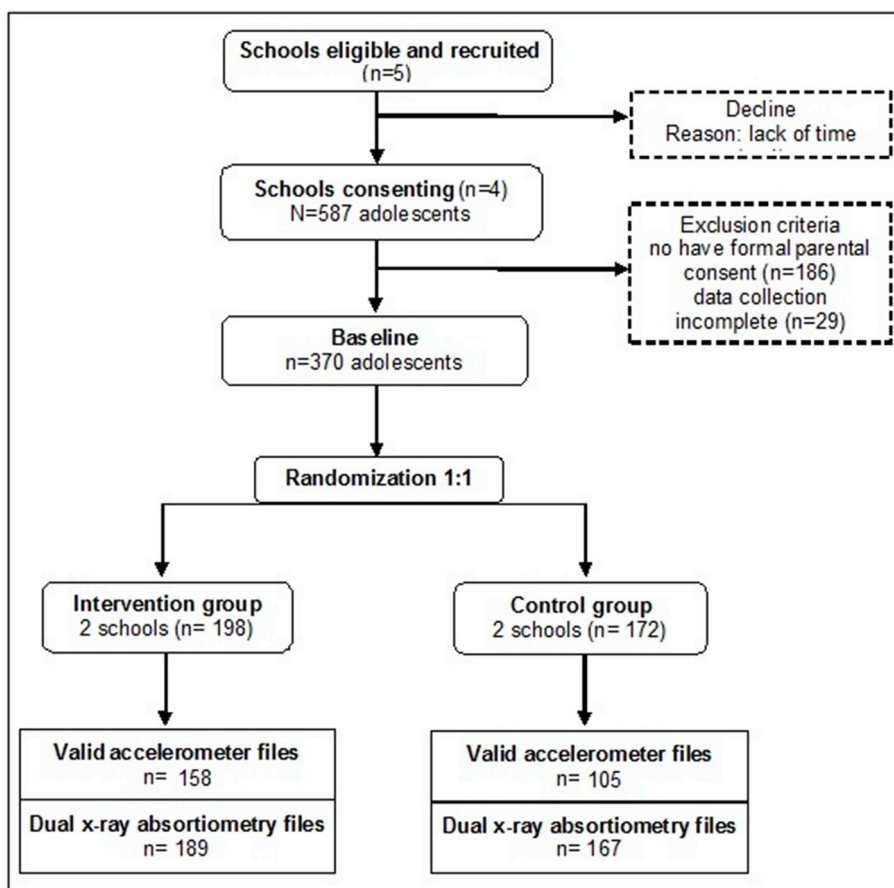 Schools eligible and recruited
(n=5)
Decline
Reason: lack of time
Schools consenting (n=4)
N=587 adolescents
Exclusion criteria
no have formal parental
consent (n=186)
data collection
incomplete (n=29)
Baseline
n=370 adolescents
Randomization 1:1
Intervention group
2 schools (n= 198)
Control group
2 schools (n= 172)
Valid accelerometer files
n= 158
Dual x-ray absortiometry files
n= 189
Valid accelerometer files
n= 105
Dual x-ray absortiometry files
n= 167